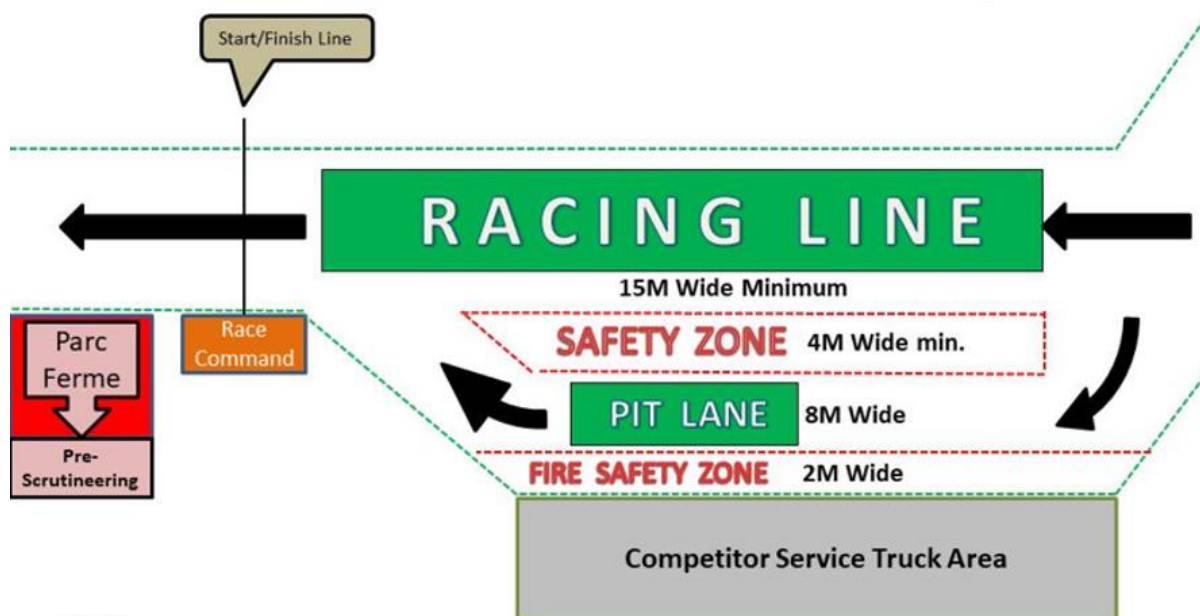 Start/Finish Line
RACING LINE
15M Wide Minimum
SAFETY ZONE 4M Wide min.
Race
Command
Parc
Ferme
PIT LANE 8M Wide
Pre-
Scrutineering
FIRE SAFETY ZONE 2M Wide
Competitor Service Truck Area